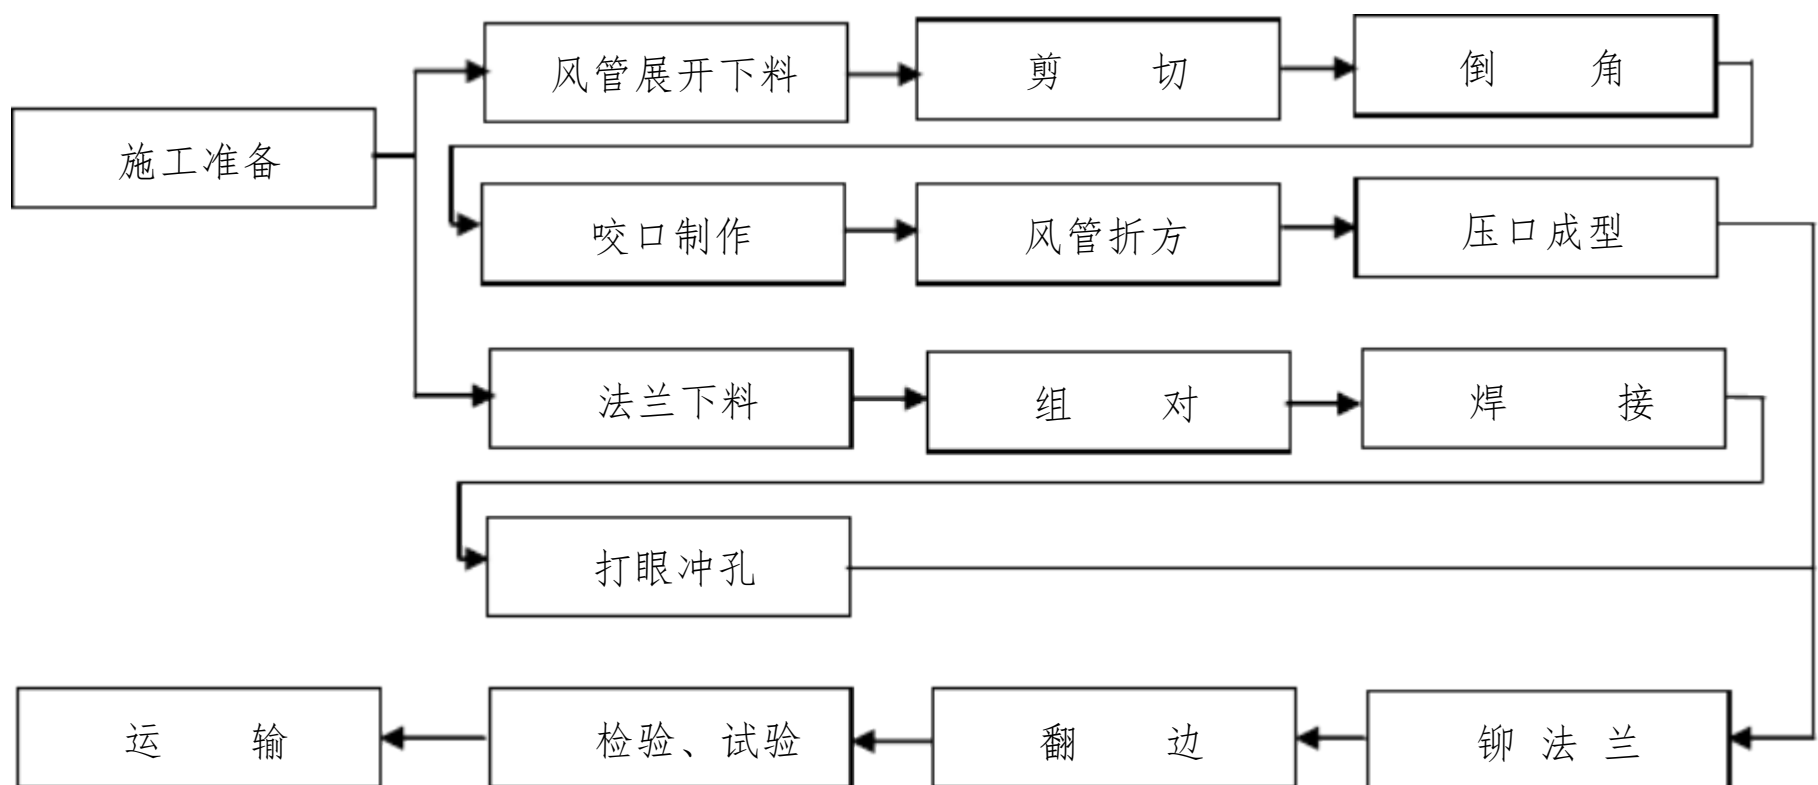 风管展开下料
剪 切
倒 角
施工准备
咬口制作
风管折方
压口成型
法兰下料
组 对
焊 接
打眼冲孔
运 输
检验、试验
翻 边
铆 法 兰